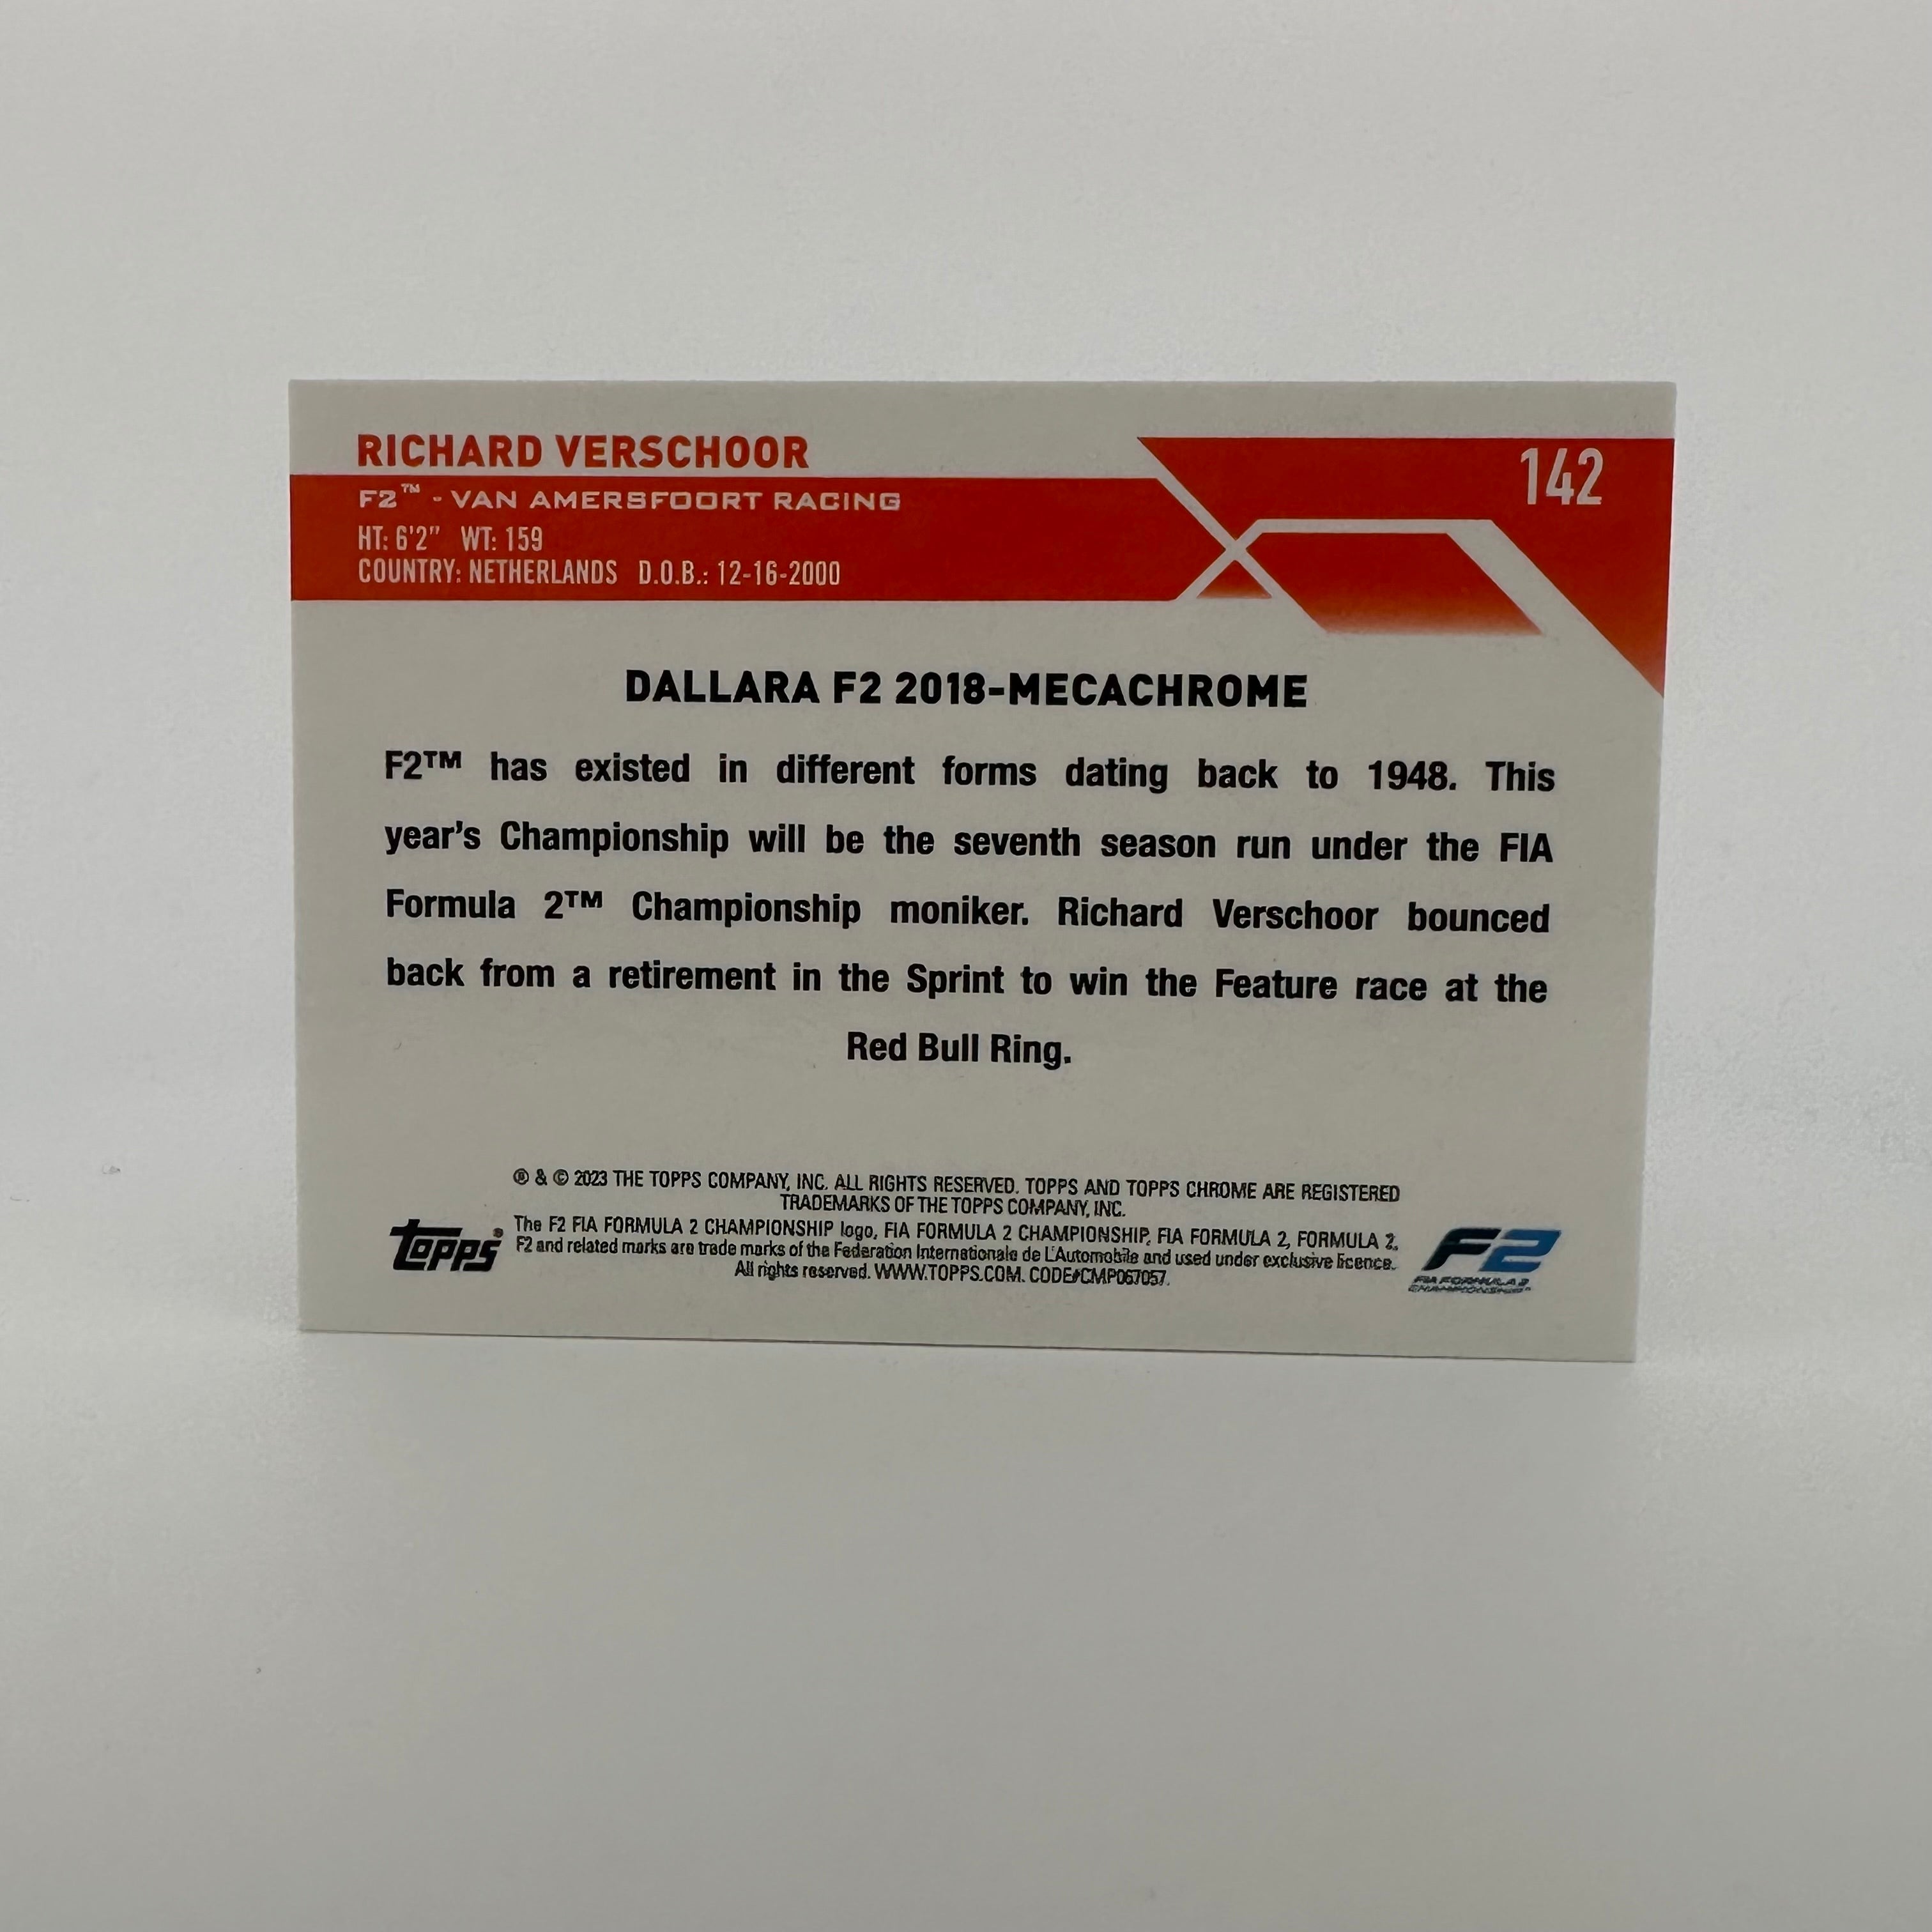 RICHARD VERSCHOOR
142
F2™ - VAN AMERSFOORT RACING
HT: 6'2" WT: 159
COUNTRY: NETHERLANDS D.O.B.: 12-16-2000
DALLARA F2 2018-MECACHROME
F2™ has existed in different forms dating back to 1948. This
year's Championship will be the seventh season run under the FIA
Formula 2™ Championship moniker. Richard Verschoor bounced
back from a retirement in the Sprint to win the Feature race at the
Red Bull Ring.
® & © 2023 THE TOPPS COMPANY, INC. ALL RIGHTS RESERVED. TOPPS AND TOPPS CHROME ARE REGISTERED
TRADEMARKS OF THE TOPPS COMPANY, INC.
The F2 FIA FORMULA 2 CHAMPIONSHIP logo, FIA FORMULA 2 CHAMPIONSHIP, FIA FORMULA 2, FORMULA 2,
F2 and related marks are trade marks of the Federation Internationale de L'Automobile and used under exclusive licence.
All rights reserved. WWW.TOPPS.COM. CODE#CMP067057.
topps®
F2
FIA FORMULA 2
CHAMPIONSHIP™